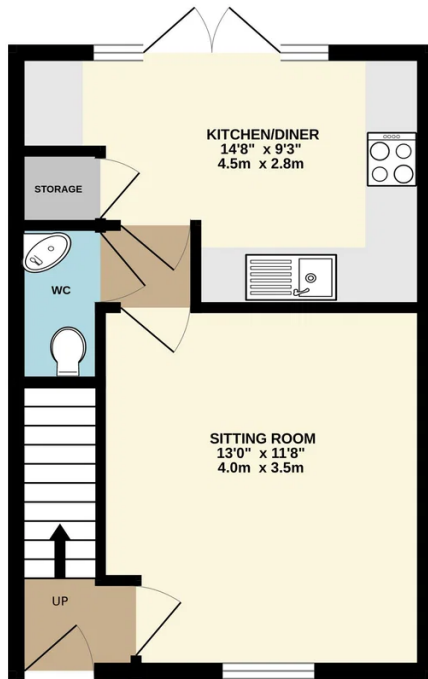 KITCHEN/DINER
14'8" x 9'3"
4.5m x 2.8m
STORAGE
WC
SITTING ROOM
13'0" x 11'8"
4.0m x 3.5m
UP